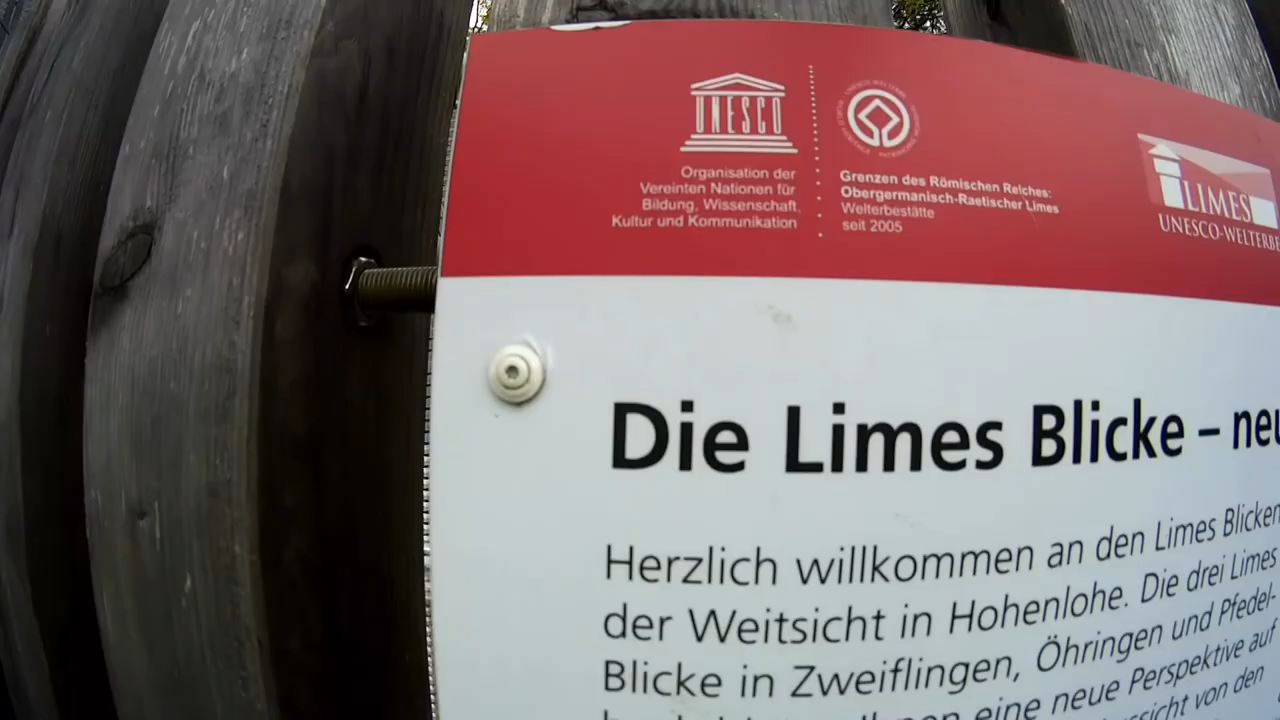 UNESCO
Organisation der
Vereinten Nationen für
Bildung, Wissenschaft,
Kultur und Kommunikation
Grenzen des Römischen Reiches:
Obergermanisch-Raetischer Limes
Welterbestätte
seit 2005
LIMES
UNESCO-WELTERBE
Die Limes Blicke – neu
Herzlich willkommen an den Limes Blicken
der Weitsicht in Hohenlohe. Die drei Limes
Blicke in Zweiflingen, Öhringen und Pfedel-
Ihnen eine neue Perspektive auf
von den